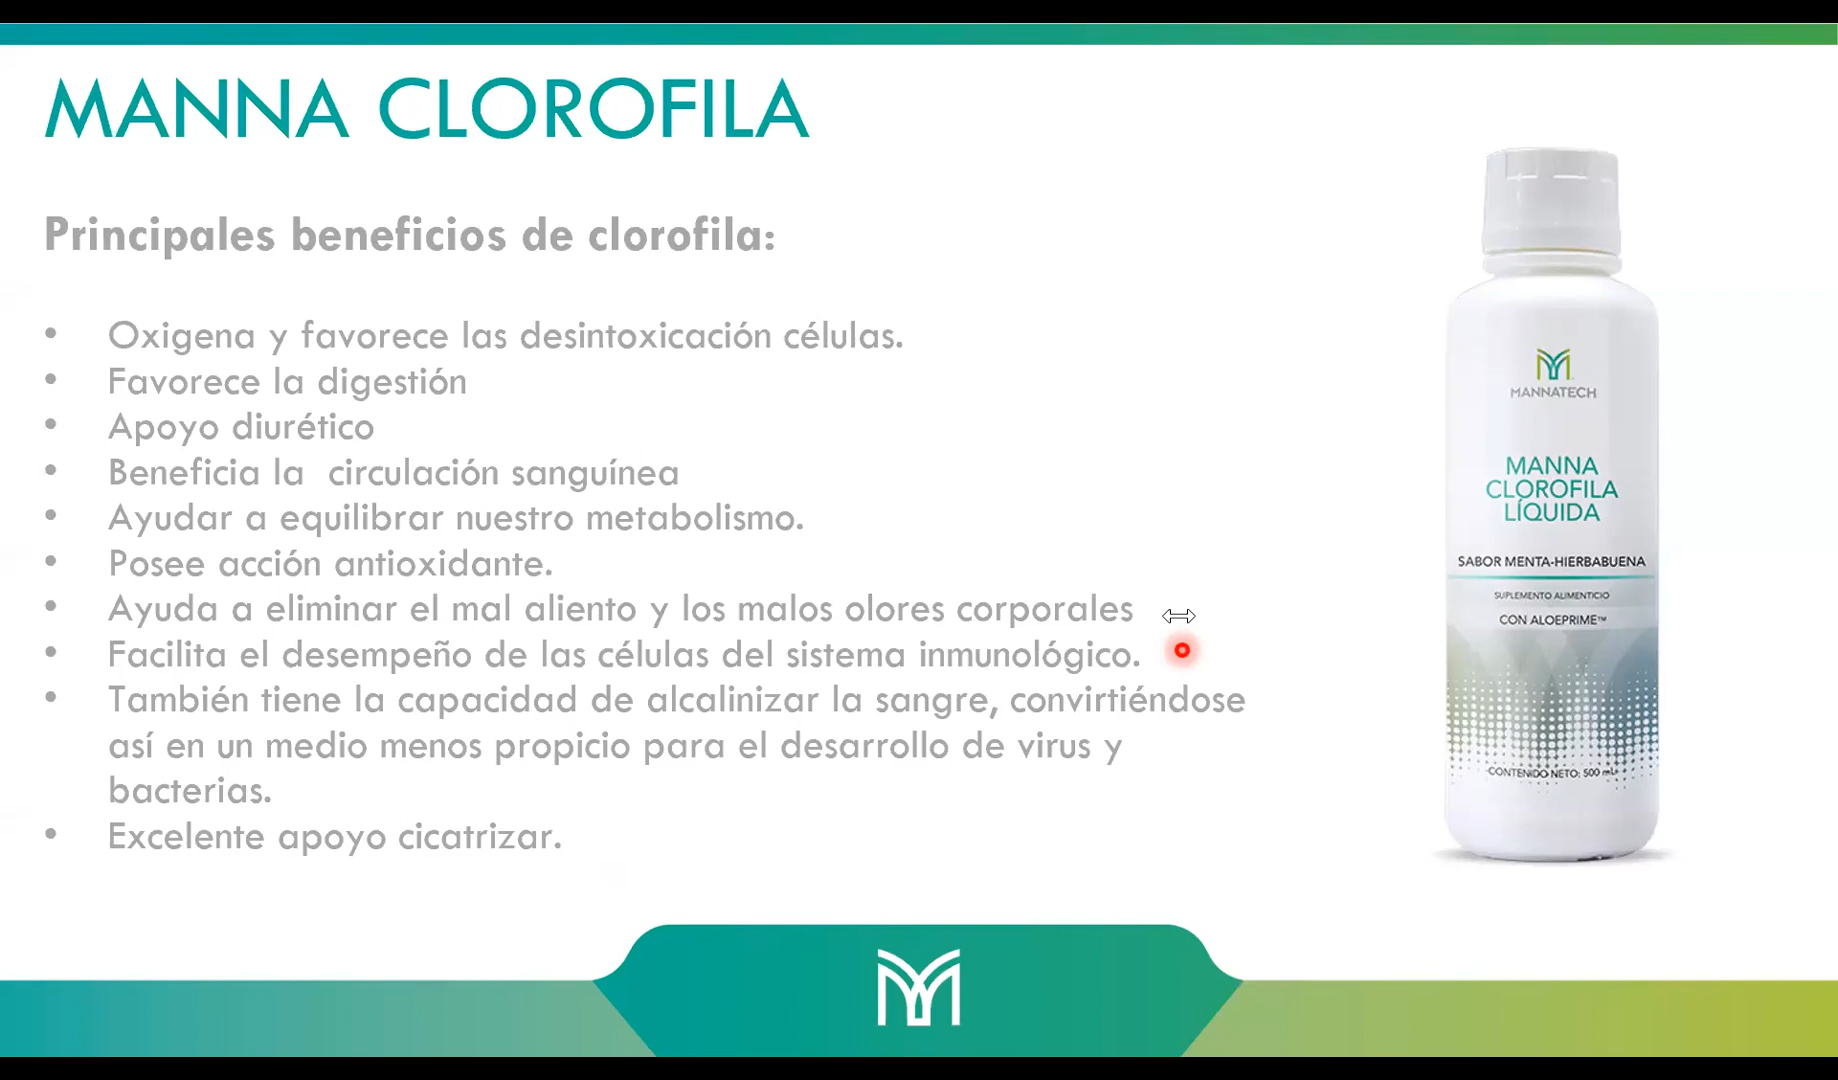 MANNA CLOROFILA
Principales beneficios de clorofila:
• Oxigena y favorece las desintoxicación células.
• Favorece la digestión
• Apoyo diurético
• Beneficia la  circulación sanguínea
• Ayudar a equilibrar nuestro metabolismo.
• Posee acción antioxidante.
• Ayuda a eliminar el mal aliento y los malos olores corporales
• Facilita el desempeño de las células del sistema inmunológico.
• También tiene la capacidad de alcalinizar la sangre, convirtiéndose
así en un medio menos propicio para el desarrollo de virus y
bacterias.
• Excelente apoyo cicatrizar.
MANNATECH
MANNA
CLOROFILA
LÍQUIDA
SABOR MENTA-HIERBABUENA
SUPLEMENTO ALIMENTICIO
CON ALOEPRIME™
CONTENIDO NETO: 500 mL